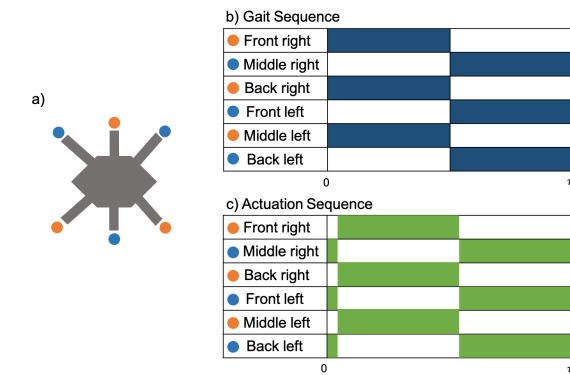 b) Gait Sequence
Front right
Middle right
Back right
Front left
Middle left
Back left
0
a)
c) Actuation Sequence
Front right
Middle right
Back right
Front left
Middle left
Back left
0